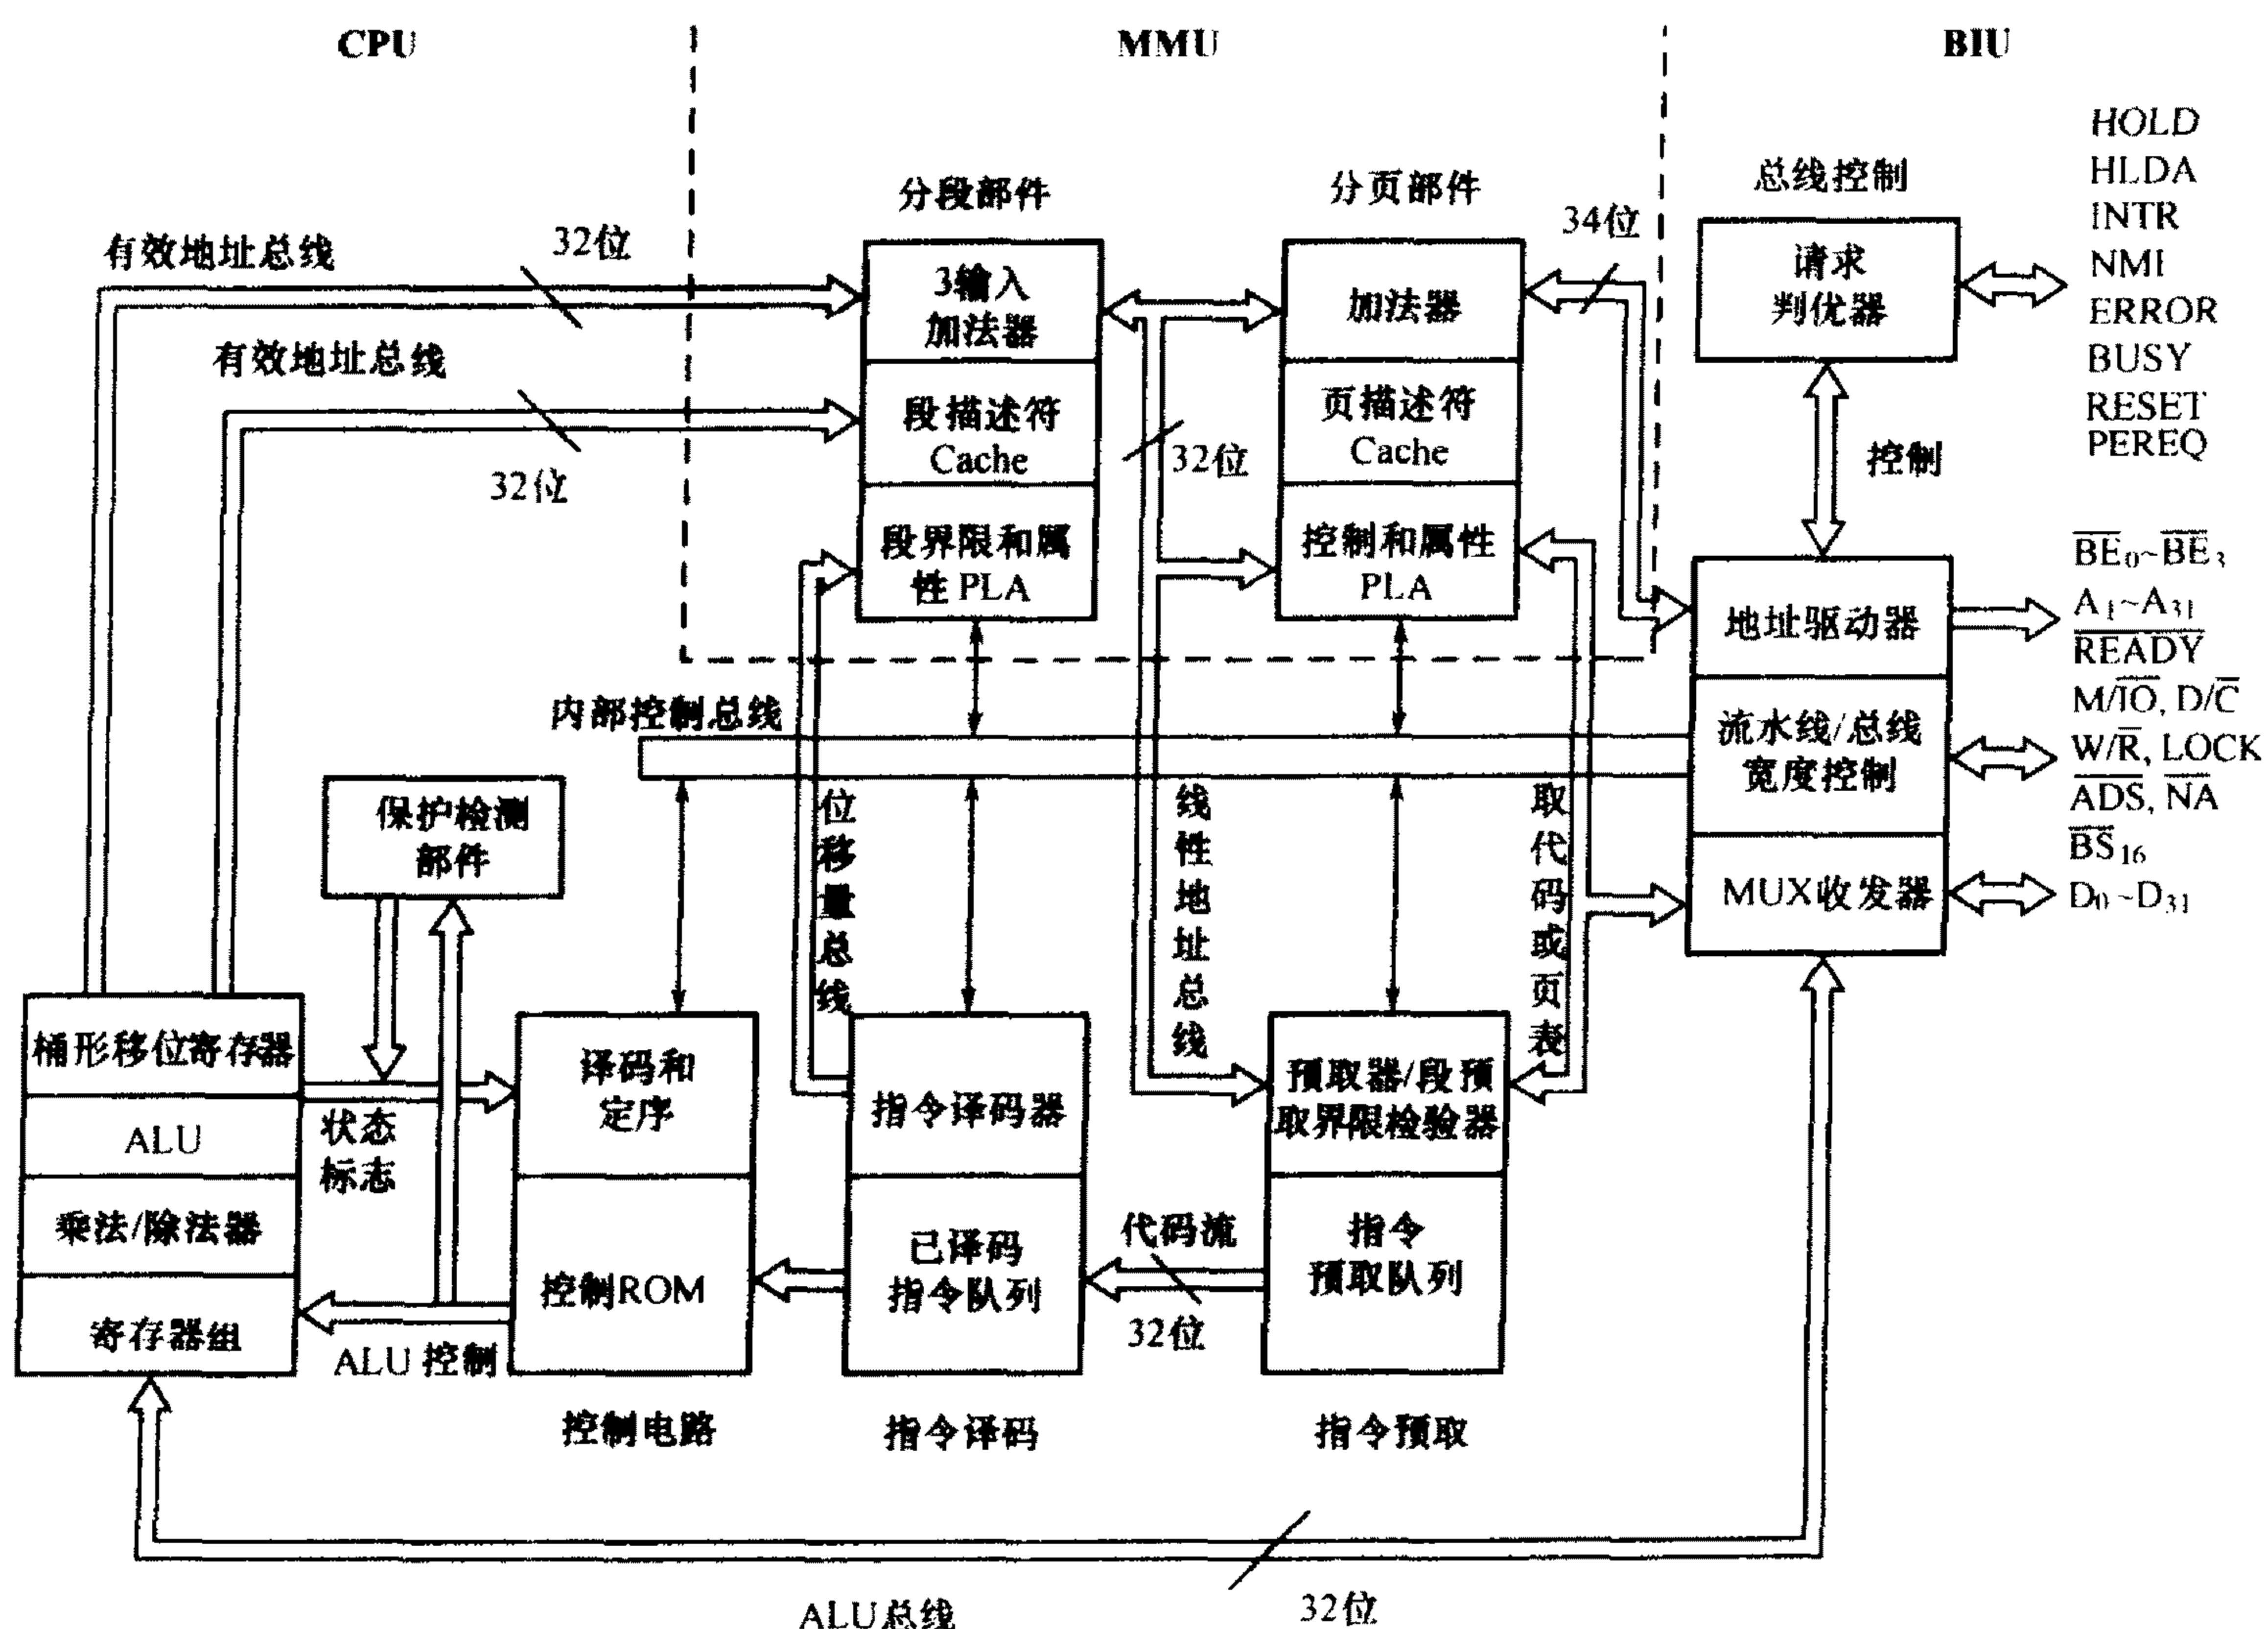 CPU
MMU
BIU
HOLD
HLDA
INTR
NMI
ERROR
BUSY
RESET
PEREQ
分段部件
分页部件
总线控制
34位
有效地址总线
32位
3输入
加法器
加法器
请求
判优器
有效地址总线
32位
段描述符
Cache
32位
页描述符
Cache
控制
段界限和属
性 PLA
控制和属性
PLA
地址驱动器
B̅E̅₀~B̅E̅₃
A₁~A₃₁
R̅E̅A̅D̅Y̅
M/I̅O̅, D/C̅
W/R̅, LOCK
A̅D̅S̅, N̅A̅
B̅S̅₁₆
D₀~D₃₁
内部控制总线
流水线/总线
宽度控制
MUX收发器
保护检测
部件
位移量总线
线性地址总线
取代码或页表
桶形移位寄存器
ALU
乘法/除法器
寄存器组
状态
标志
ALU 控制
译码和
定序
控制ROM
指令译码器
已译码
指令队列
代码流
32位
预取器/段预
取界限检验器
指令
预取队列
控制电路
指令译码
指令预取
ALU总线
32位